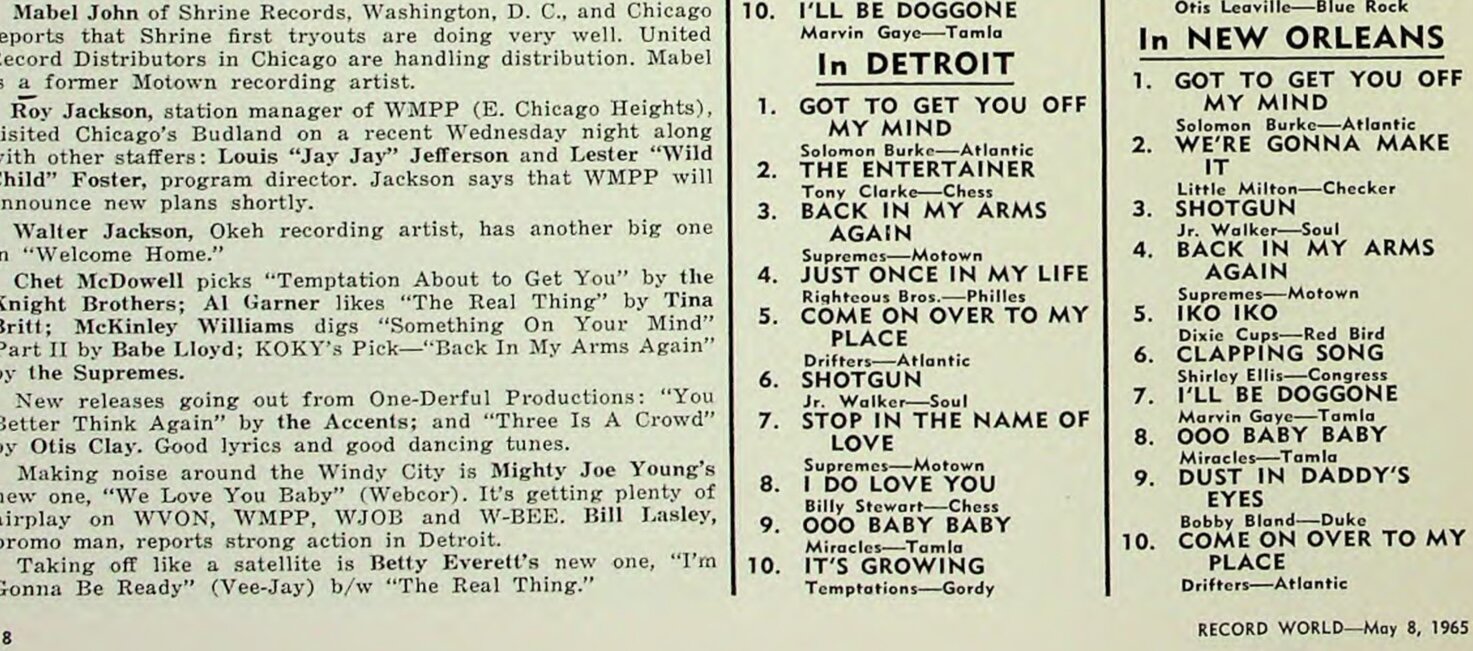 Mabel John of Shrine Records, Washington, D. C., and Chicago
eports that Shrine first tryouts are doing very well. United
ecord Distributors in Chicago are handling distribution. Mabel
s a former Motown recording artist.
Roy Jackson, station manager of WMPP (E. Chicago Heights),
isited Chicago's Budland on a recent Wednesday night along
ith other staffers: Louis "Jay Jay" Jefferson and Lester "Wild
hild" Foster, program director. Jackson says that WMPP will
nnounce new plans shortly.
Walter Jackson, Okeh recording artist, has another big one
n "Welcome Home."
Chet McDowell picks "Temptation About to Get You" by the
Knight Brothers; Al Garner likes "The Real Thing" by Tina
Britt; McKinley Williams digs "Something On Your Mind"
Part II by Babe Lloyd; KOKY's Pick—"Back In My Arms Again"
by the Supremes.
New releases going out from One-Derful Productions: "You
Better Think Again" by the Accents; and "Three Is A Crowd"
by Otis Clay. Good lyrics and good dancing tunes.
Making noise around the Windy City is Mighty Joe Young's
new one, "We Love You Baby" (Webcor). It's getting plenty of
airplay on WVON, WMPP, WJOB and W-BEE. Bill Lasley,
promo man, reports strong action in Detroit.
Taking off like a satellite is Betty Everett's new one, "I'm
Gonna Be Ready" (Vee-Jay) b/w "The Real Thing."
8
10. I'LL BE DOGGONE
Marvin Gaye—Tamla
In DETROIT
1. GOT TO GET YOU OFF
MY MIND
Solomon Burke—Atlantic
2. THE ENTERTAINER
Tony Clarke—Chess
3. BACK IN MY ARMS
AGAIN
Supremes—Motown
4. JUST ONCE IN MY LIFE
Righteous Bros.—Philles
5. COME ON OVER TO MY
PLACE
Drifters—Atlantic
6. SHOTGUN
Jr. Walker—Soul
7. STOP IN THE NAME OF
LOVE
Supremes—Motown
8. I DO LOVE YOU
Billy Stewart—Chess
9. OOO BABY BABY
Miracles—Tamla
10. IT'S GROWING
Temptations—Gordy
Otis Leaville—Blue Rock
In NEW ORLEANS
1. GOT TO GET YOU OFF
MY MIND
Solomon Burke—Atlantic
2. WE'RE GONNA MAKE
IT
Little Milton—Checker
3. SHOTGUN
Jr. Walker—Soul
4. BACK IN MY ARMS
AGAIN
Supremes—Motown
5. IKO IKO
Dixie Cups—Red Bird
6. CLAPPING SONG
Shirley Ellis—Congress
7. I'LL BE DOGGONE
Marvin Gaye—Tamla
8. OOO BABY BABY
Miracles—Tamla
9. DUST IN DADDY'S
EYES
Bobby Bland—Duke
10. COME ON OVER TO MY
PLACE
Drifters—Atlantic
RECORD WORLD—May 8, 1965